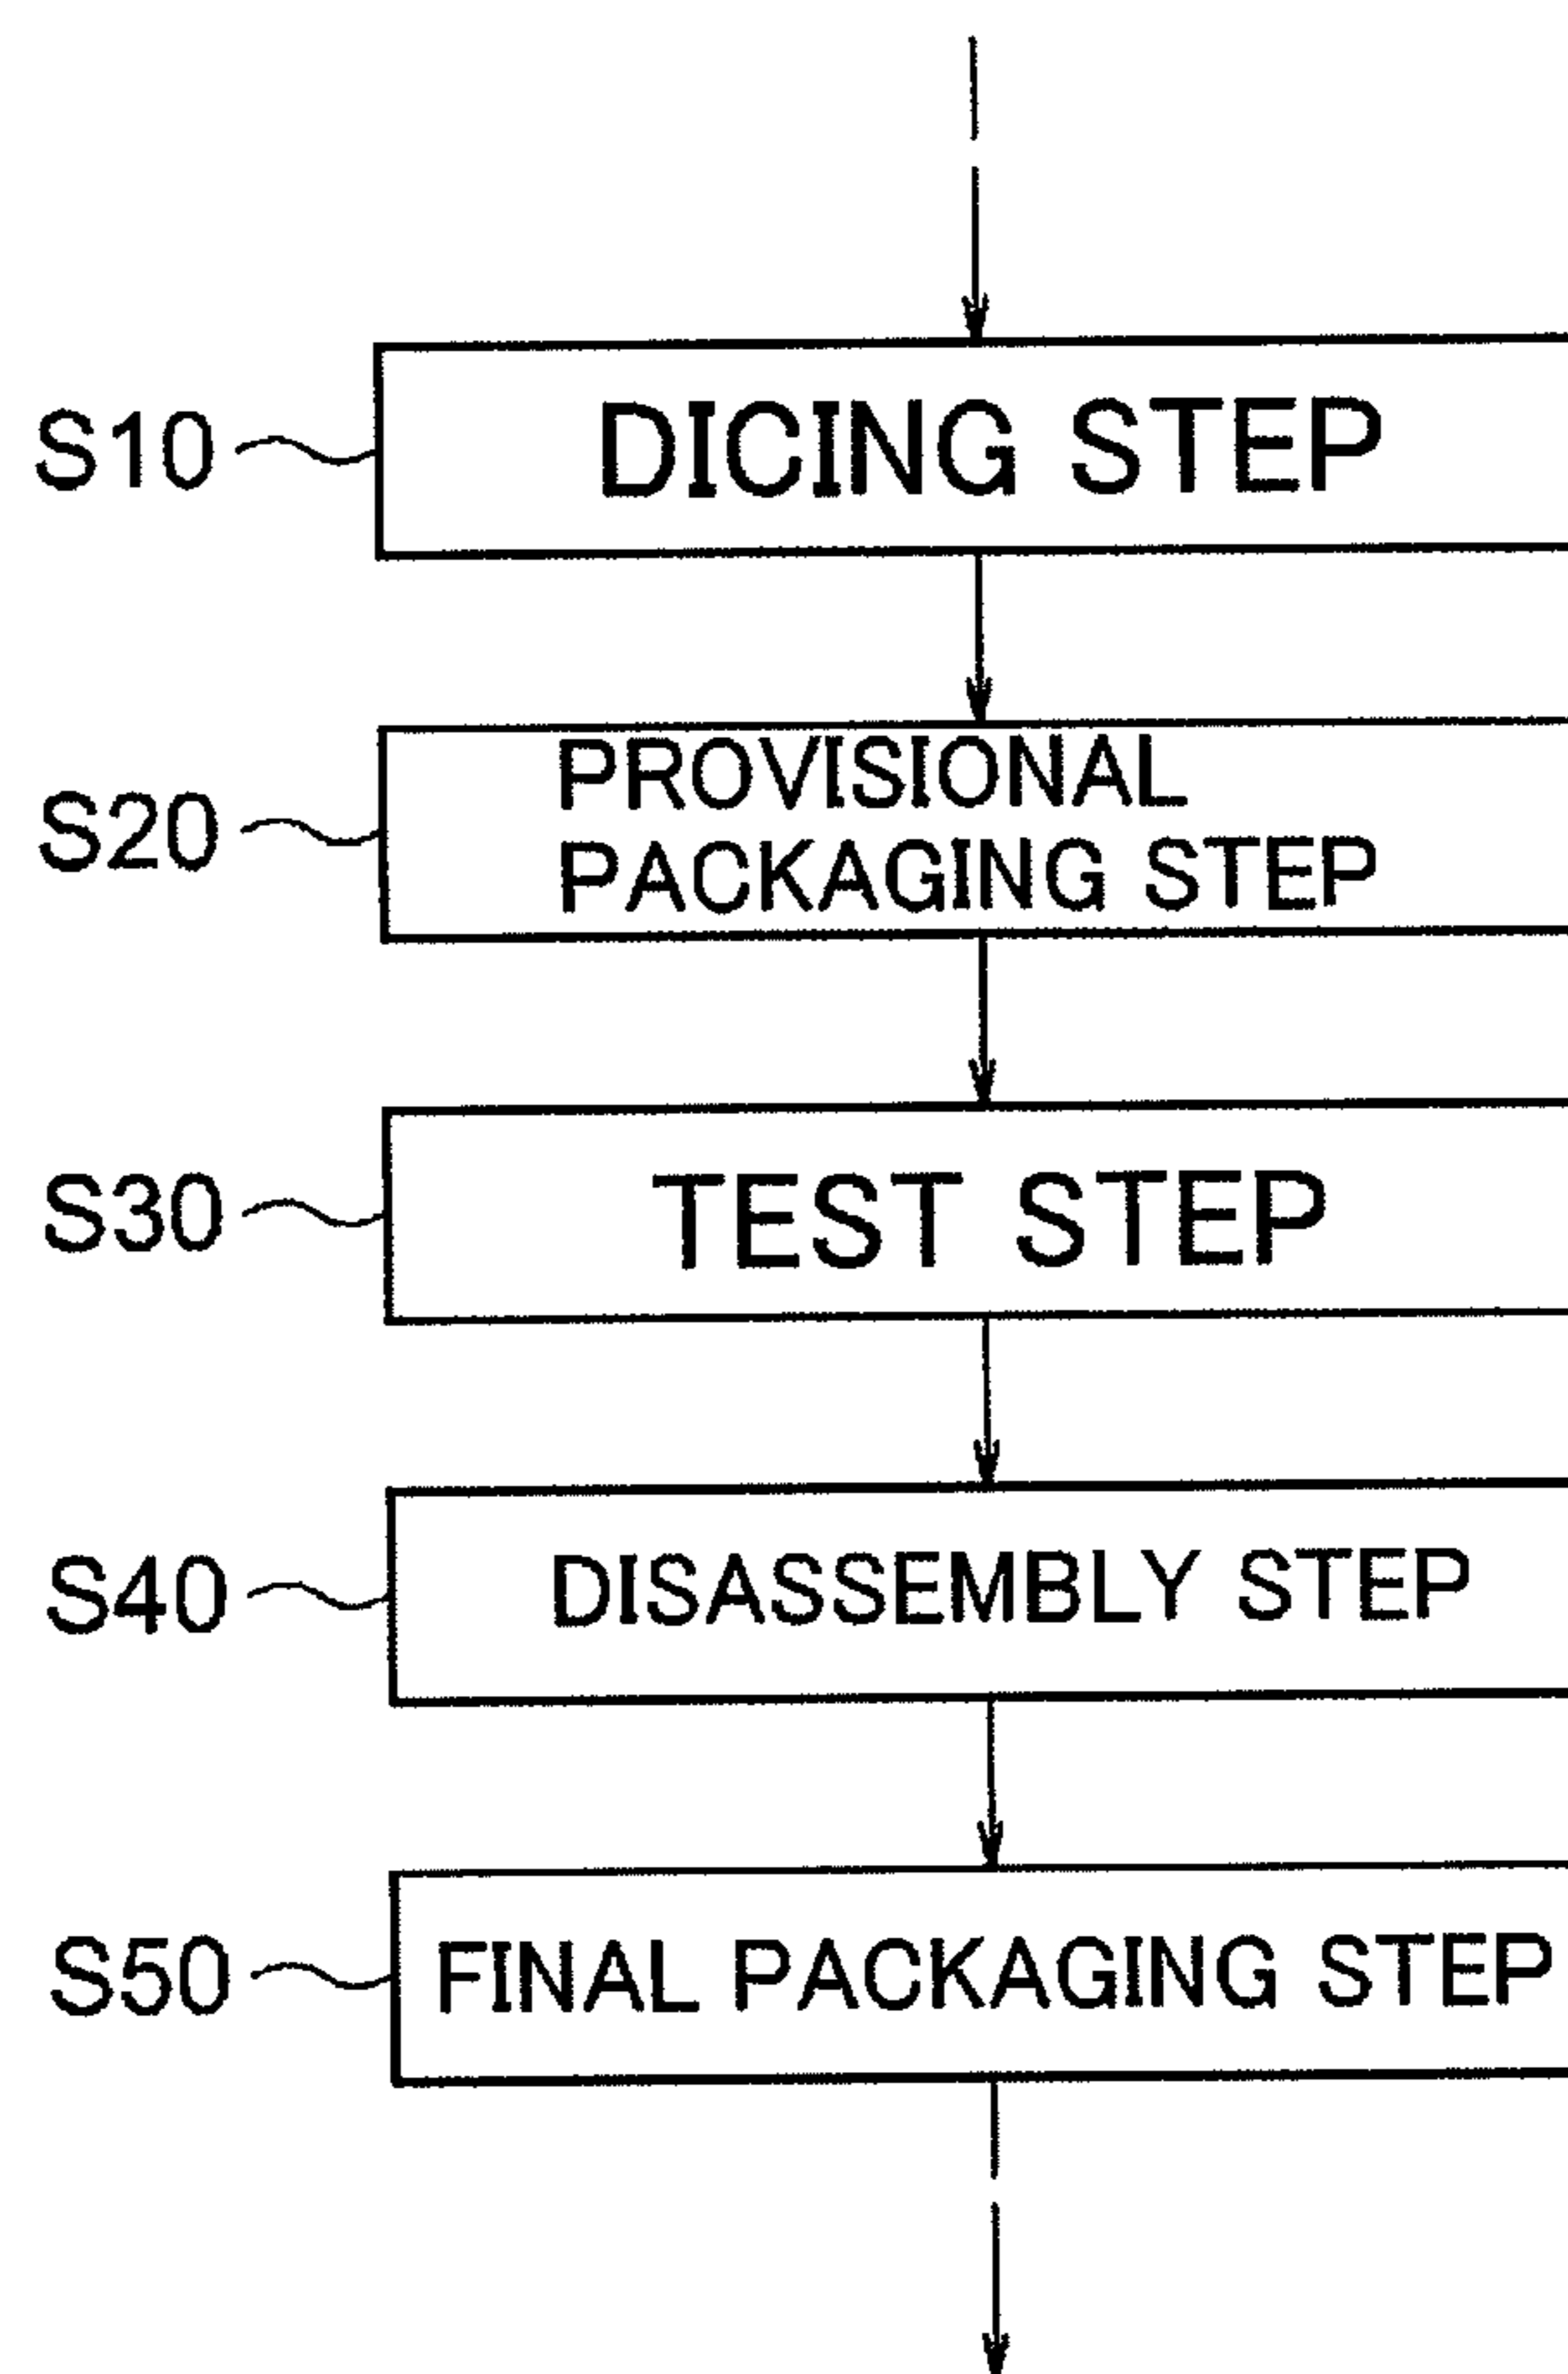 S10 DICING STEP
S20 PROVISIONAL
PACKAGING STEP
S30 TEST STEP
S40 DISASSEMBLY STEP
S50 FINAL PACKAGING STEP